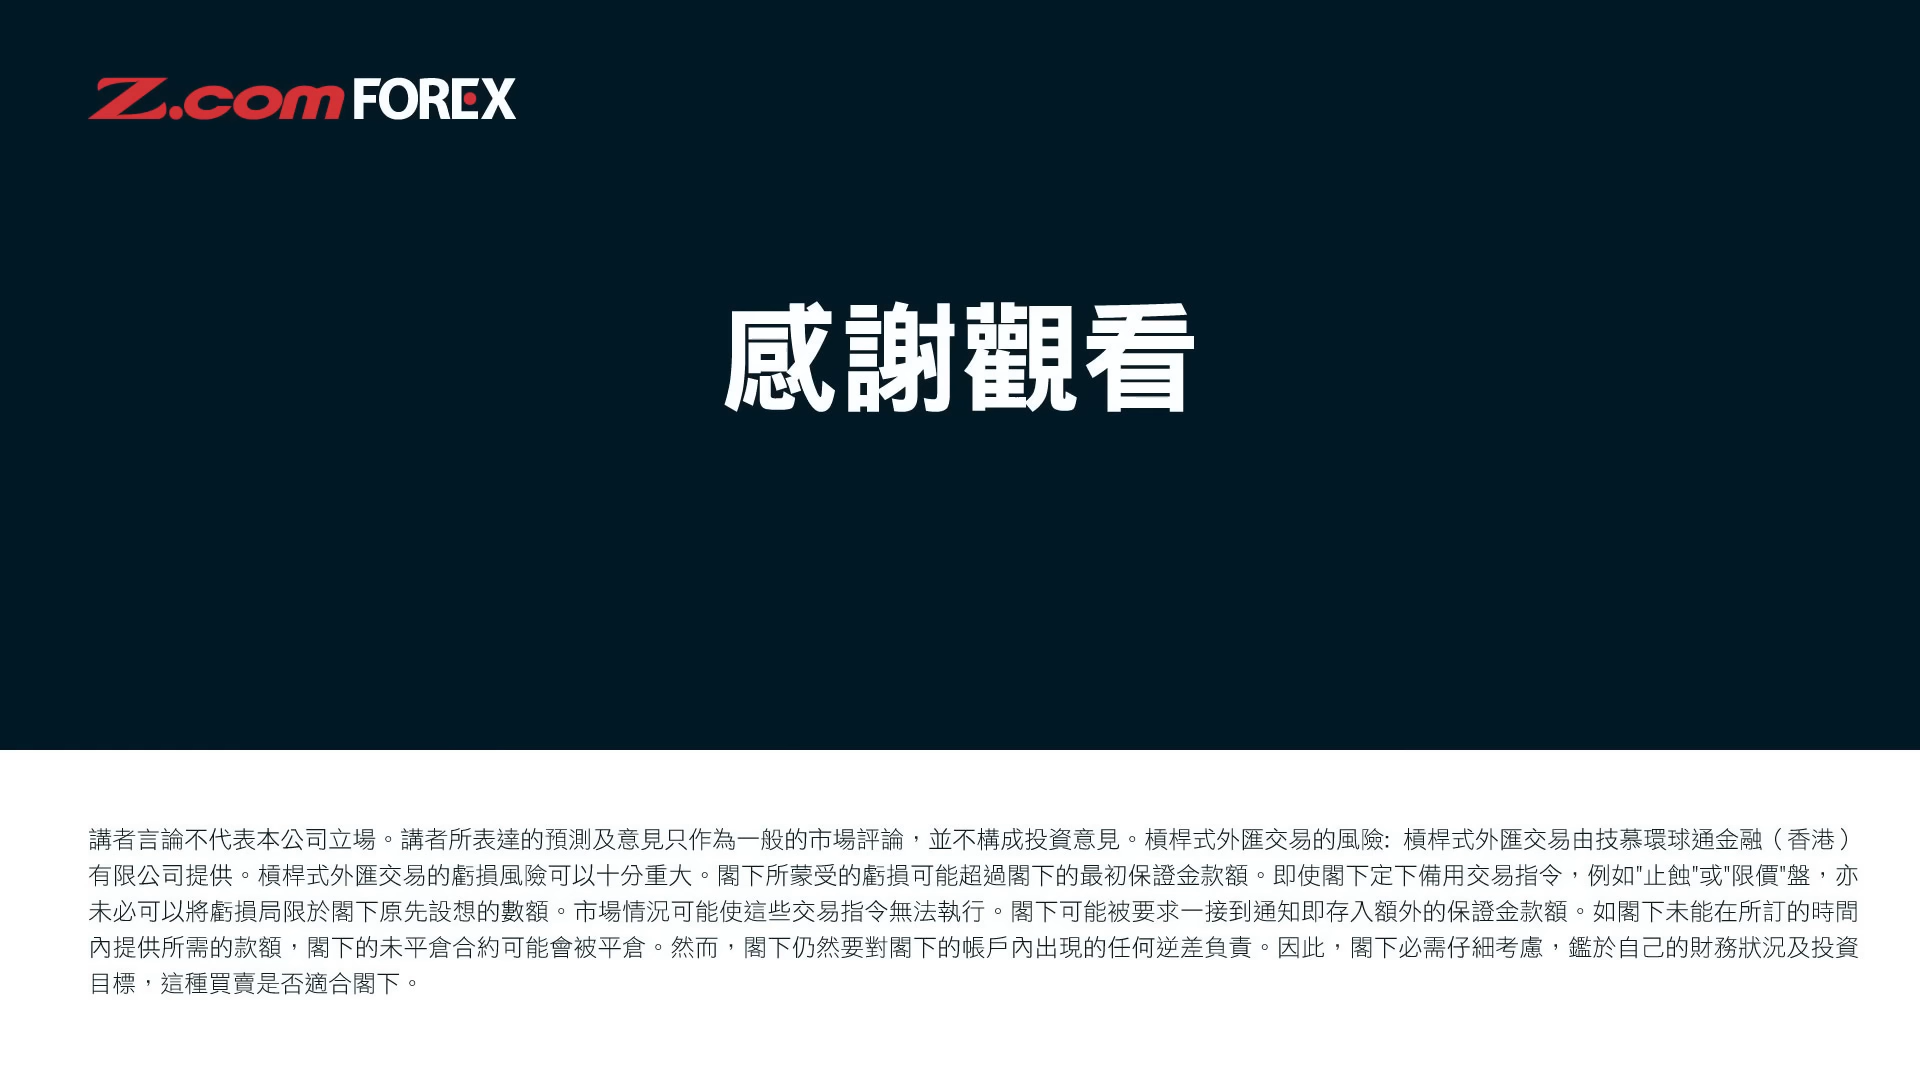 Z.com FOREX
感謝觀看
講者言論不代表本公司立場。講者所表達的預測及意見只作為一般的市場評論，並不構成投資意見。槓桿式外匯交易的風險: 槓桿式外匯交易由技慕環球通金融（香港）
有限公司提供。槓桿式外匯交易的虧損風險可以十分重大。閣下所蒙受的虧損可能超過閣下的最初保證金款額。即使閣下定下備用交易指令，例如"止蝕"或"限價"盤，亦
未必可以將虧損局限於閣下原先設想的數額。市場情況可能使這些交易指令無法執行。閣下可能被要求一接到通知即存入額外的保證金款額。如閣下未能在所訂的時間
內提供所需的款額，閣下的未平倉合約可能會被平倉。然而，閣下仍然要對閣下的帳戶內出現的任何逆差負責。因此，閣下必需仔細考慮，鑑於自己的財務狀況及投資
目標，這種買賣是否適合閣下。